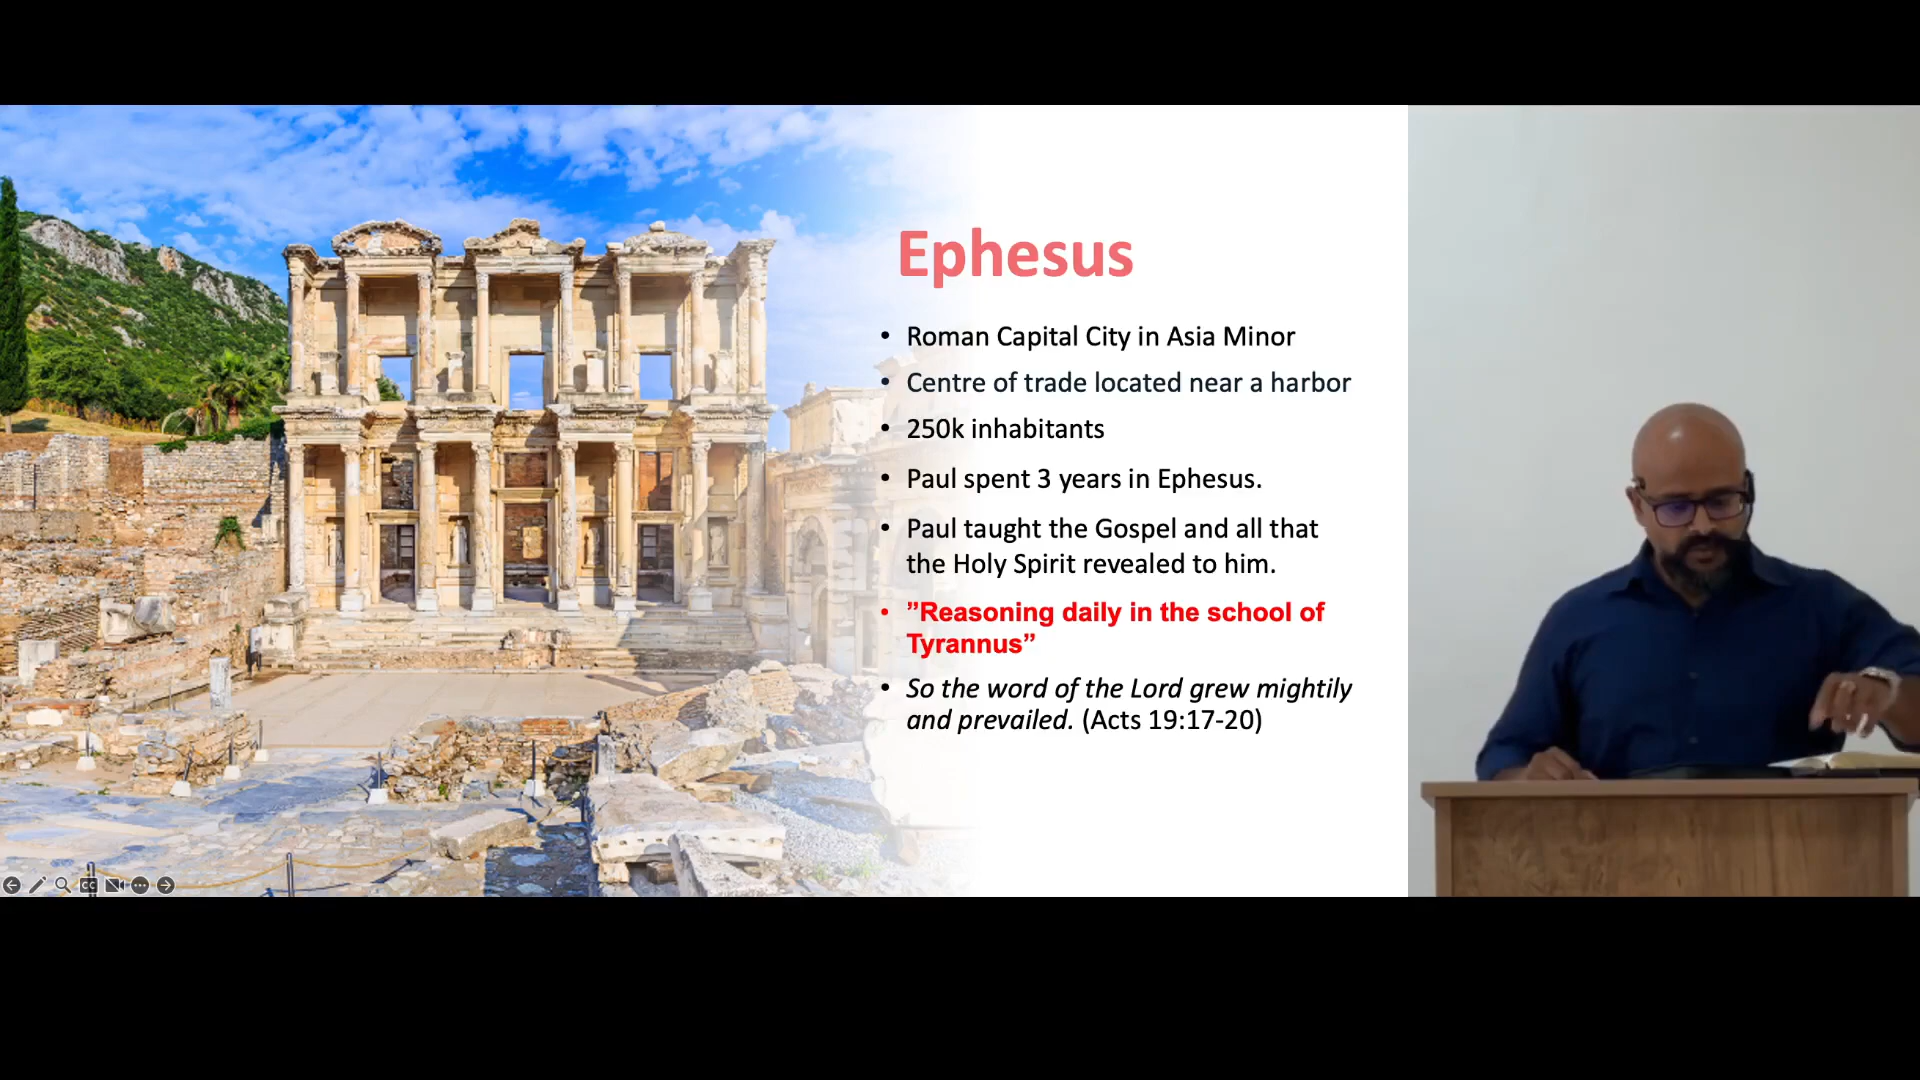 Ephesus
• Roman Capital City in Asia Minor
• Centre of trade located near a harbor
• 250k inhabitants
• Paul spent 3 years in Ephesus.
• Paul taught the Gospel and all that
the Holy Spirit revealed to him.
• ”Reasoning daily in the school of
Tyrannus”
• So the word of the Lord grew mightily
and prevailed. (Acts 19:17-20)
CC